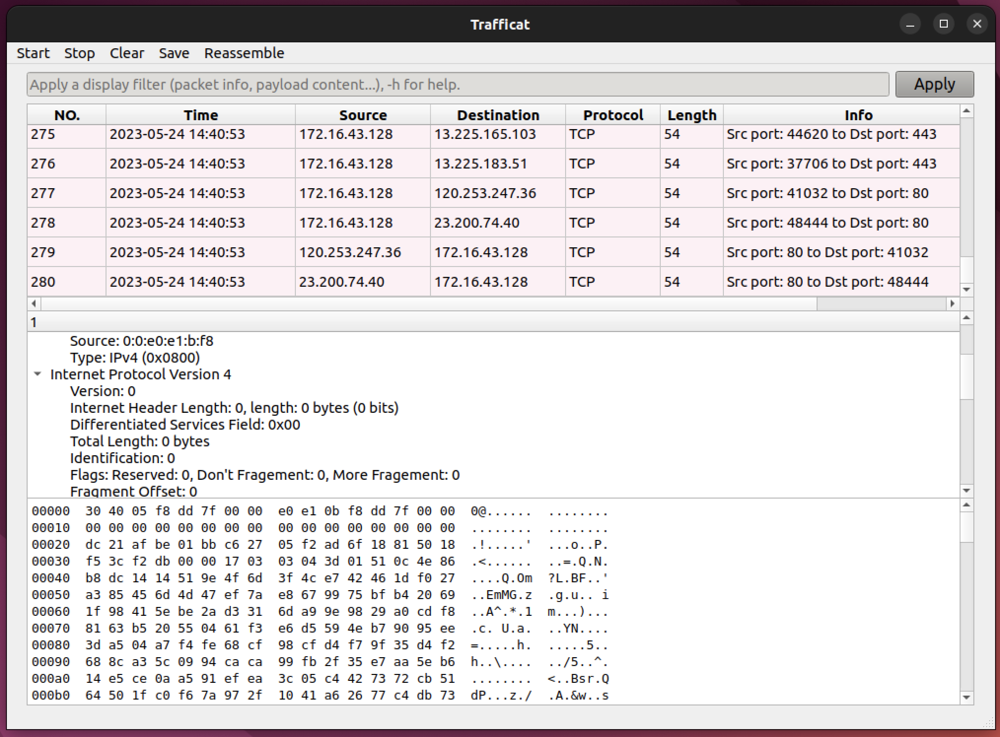 Trafficat
Start Stop Clear Save Reassemble
Apply a display filter (packet info, payload content...), -h for help. Apply
NO. Time Source Destination Protocol Length Info
275 2023-05-24 14:40:53 172.16.43.128 13.225.165.103 TCP 54 Src port: 44620 to Dst port: 443
276 2023-05-24 14:40:53 172.16.43.128 13.225.183.51 TCP 54 Src port: 37706 to Dst port: 443
277 2023-05-24 14:40:53 172.16.43.128 120.253.247.36 TCP 54 Src port: 41032 to Dst port: 80
278 2023-05-24 14:40:53 172.16.43.128 23.200.74.40 TCP 54 Src port: 48444 to Dst port: 80
279 2023-05-24 14:40:53 120.253.247.36 172.16.43.128 TCP 54 Src port: 80 to Dst port: 41032
280 2023-05-24 14:40:53 23.200.74.40 172.16.43.128 TCP 54 Src port: 80 to Dst port: 48444
1
Source: 0:0:e0:e1:b:f8
Type: IPv4 (0x0800)
Internet Protocol Version 4
Version: 0
Internet Header Length: 0, length: 0 bytes (0 bits)
Differentiated Services Field: 0x00
Total Length: 0 bytes
Identification: 0
Flags: Reserved: 0, Don't Fragement: 0, More Fragement: 0
Fragment Offset: 0
00000  30 40 05 f8 dd 7f 00 00  e0 e1 0b f8 dd 7f 00 00  0@......  ........
00010  00 00 00 00 00 00 00 00  00 00 00 00 00 00 00 00  ........  ........
00020  dc 21 af be 01 bb c6 27  05 f2 ad 6f 18 81 50 18  .!.....'  ...o..P.
00030  f5 3c f2 db 00 00 17 03  03 04 3d 01 51 0c 4e 86  .<......  ..=.Q.N.
00040  b8 dc 14 14 51 9e 4f 6d  3f 4c e7 42 46 1d f0 27  ....Q.Om  ?L.BF..'
00050  a3 85 45 6d 4d 47 ef 7a  e8 67 99 75 bf b4 20 69  ..EmMG.z  .g.u.. i
00060  1f 98 41 5e be 2a d3 31  6d a9 9e 98 29 a0 cd f8  ..A^.*.1  m...)...
00070  81 63 b5 20 55 04 61 f3  e6 d5 59 4e b7 90 95 ee  .c. U.a.  ..YN....
00080  3d a5 04 a7 f4 fe 68 cf  98 cf d4 f7 9f 35 d4 f2  =.....h.  .....5..
00090  68 8c a3 5c 09 94 ca ca  99 fb 2f 35 e7 aa 5e b6  h..\....  ../5..^.
000a0  14 e5 ce 0a a5 91 ef ea  3c 05 c4 42 73 72 cb 51  ........  <..Bsr.Q
000b0  64 50 1f c0 f6 7a 97 2f  10 41 a6 26 77 c4 db 73  dP...z./  .A.&w..s